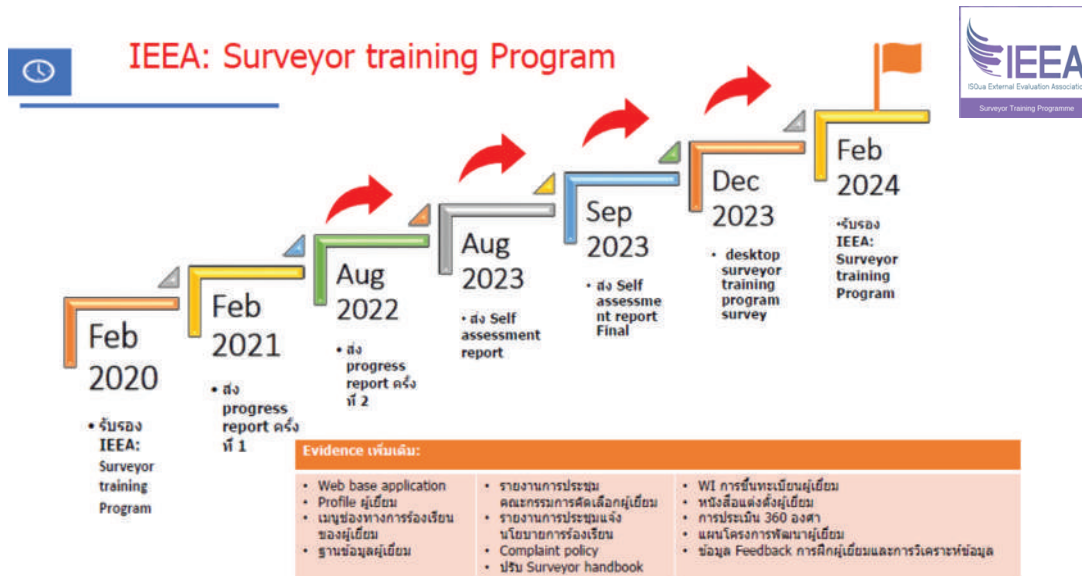 IEEA: Surveyor training Program
IEEA
ISQua External Evaluation Association
Surveyor Training Programme
Feb
2020
• รับรอง
IEEA:
Surveyor
training
Program
Feb
2021
• ส่ง
progress
report ครั้ง
ที่ 1
Aug
2022
• ส่ง
progress
report ครั้ง
ที่ 2
Aug
2023
• ส่ง Self
assessment
report
Sep
2023
• ส่ง Self
assessme
nt report
Final
Dec
2023
• desktop
surveyor
training
program
survey
Feb
2024
•รับรอง
IEEA:
Surveyor
training
Program
Evidence เพิ่มเติม:
• Web base application
• Profile ผู้เยี่ยม
• เมนูช่องทางการร้องเรียน
ของผู้เยี่ยม
• ฐานข้อมูลผู้เยี่ยม
• รายงานการประชุม
คณะกรรมการคัดเลือกผู้เยี่ยม
• รายงานการประชุมแจ้ง
นโยบายการร้องเรียน
• Complaint policy
• ปรับ Surveyor handbook
• WI การขึ้นทะเบียนผู้เยี่ยม
• หนังสือแต่งตั้งผู้เยี่ยม
• การประเมิน 360 องศา
• แผนโครงการพัฒนาผู้เยี่ยม
• ข้อมูล Feedback การฝึกผู้เยี่ยมและการวิเคราะห์ข้อมูล